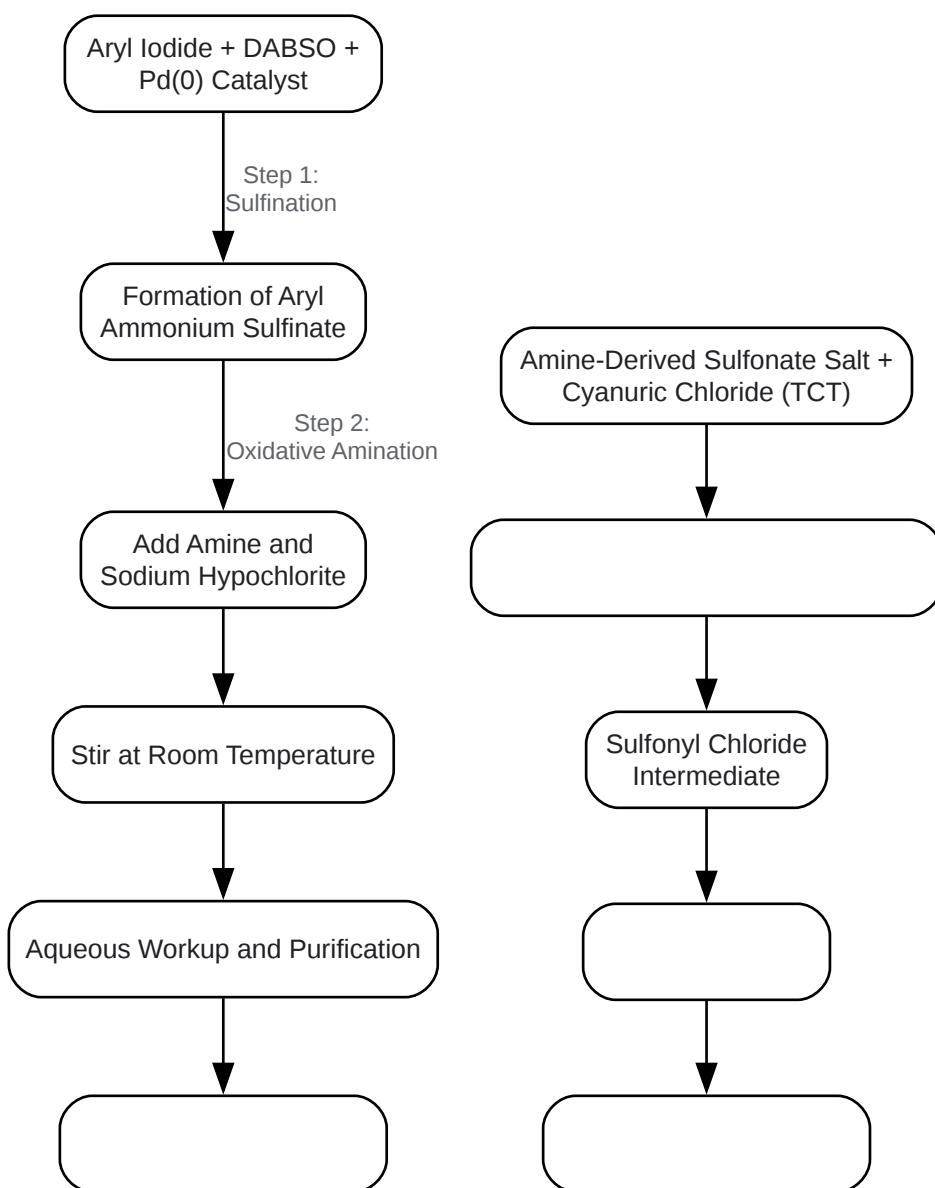 Aryl Iodide + DABSO +
Pd(0) Catalyst
Step 1:
Sulfination
Formation of Aryl
Ammonium Sulfinate
Step 2:
Oxidative Amination
Add Amine and
Sodium Hypochlorite
Stir at Room Temperature
Aqueous Workup and Purification
Amine-Derived Sulfonate Salt +
Cyanuric Chloride (TCT)
Sulfonyl Chloride
Intermediate